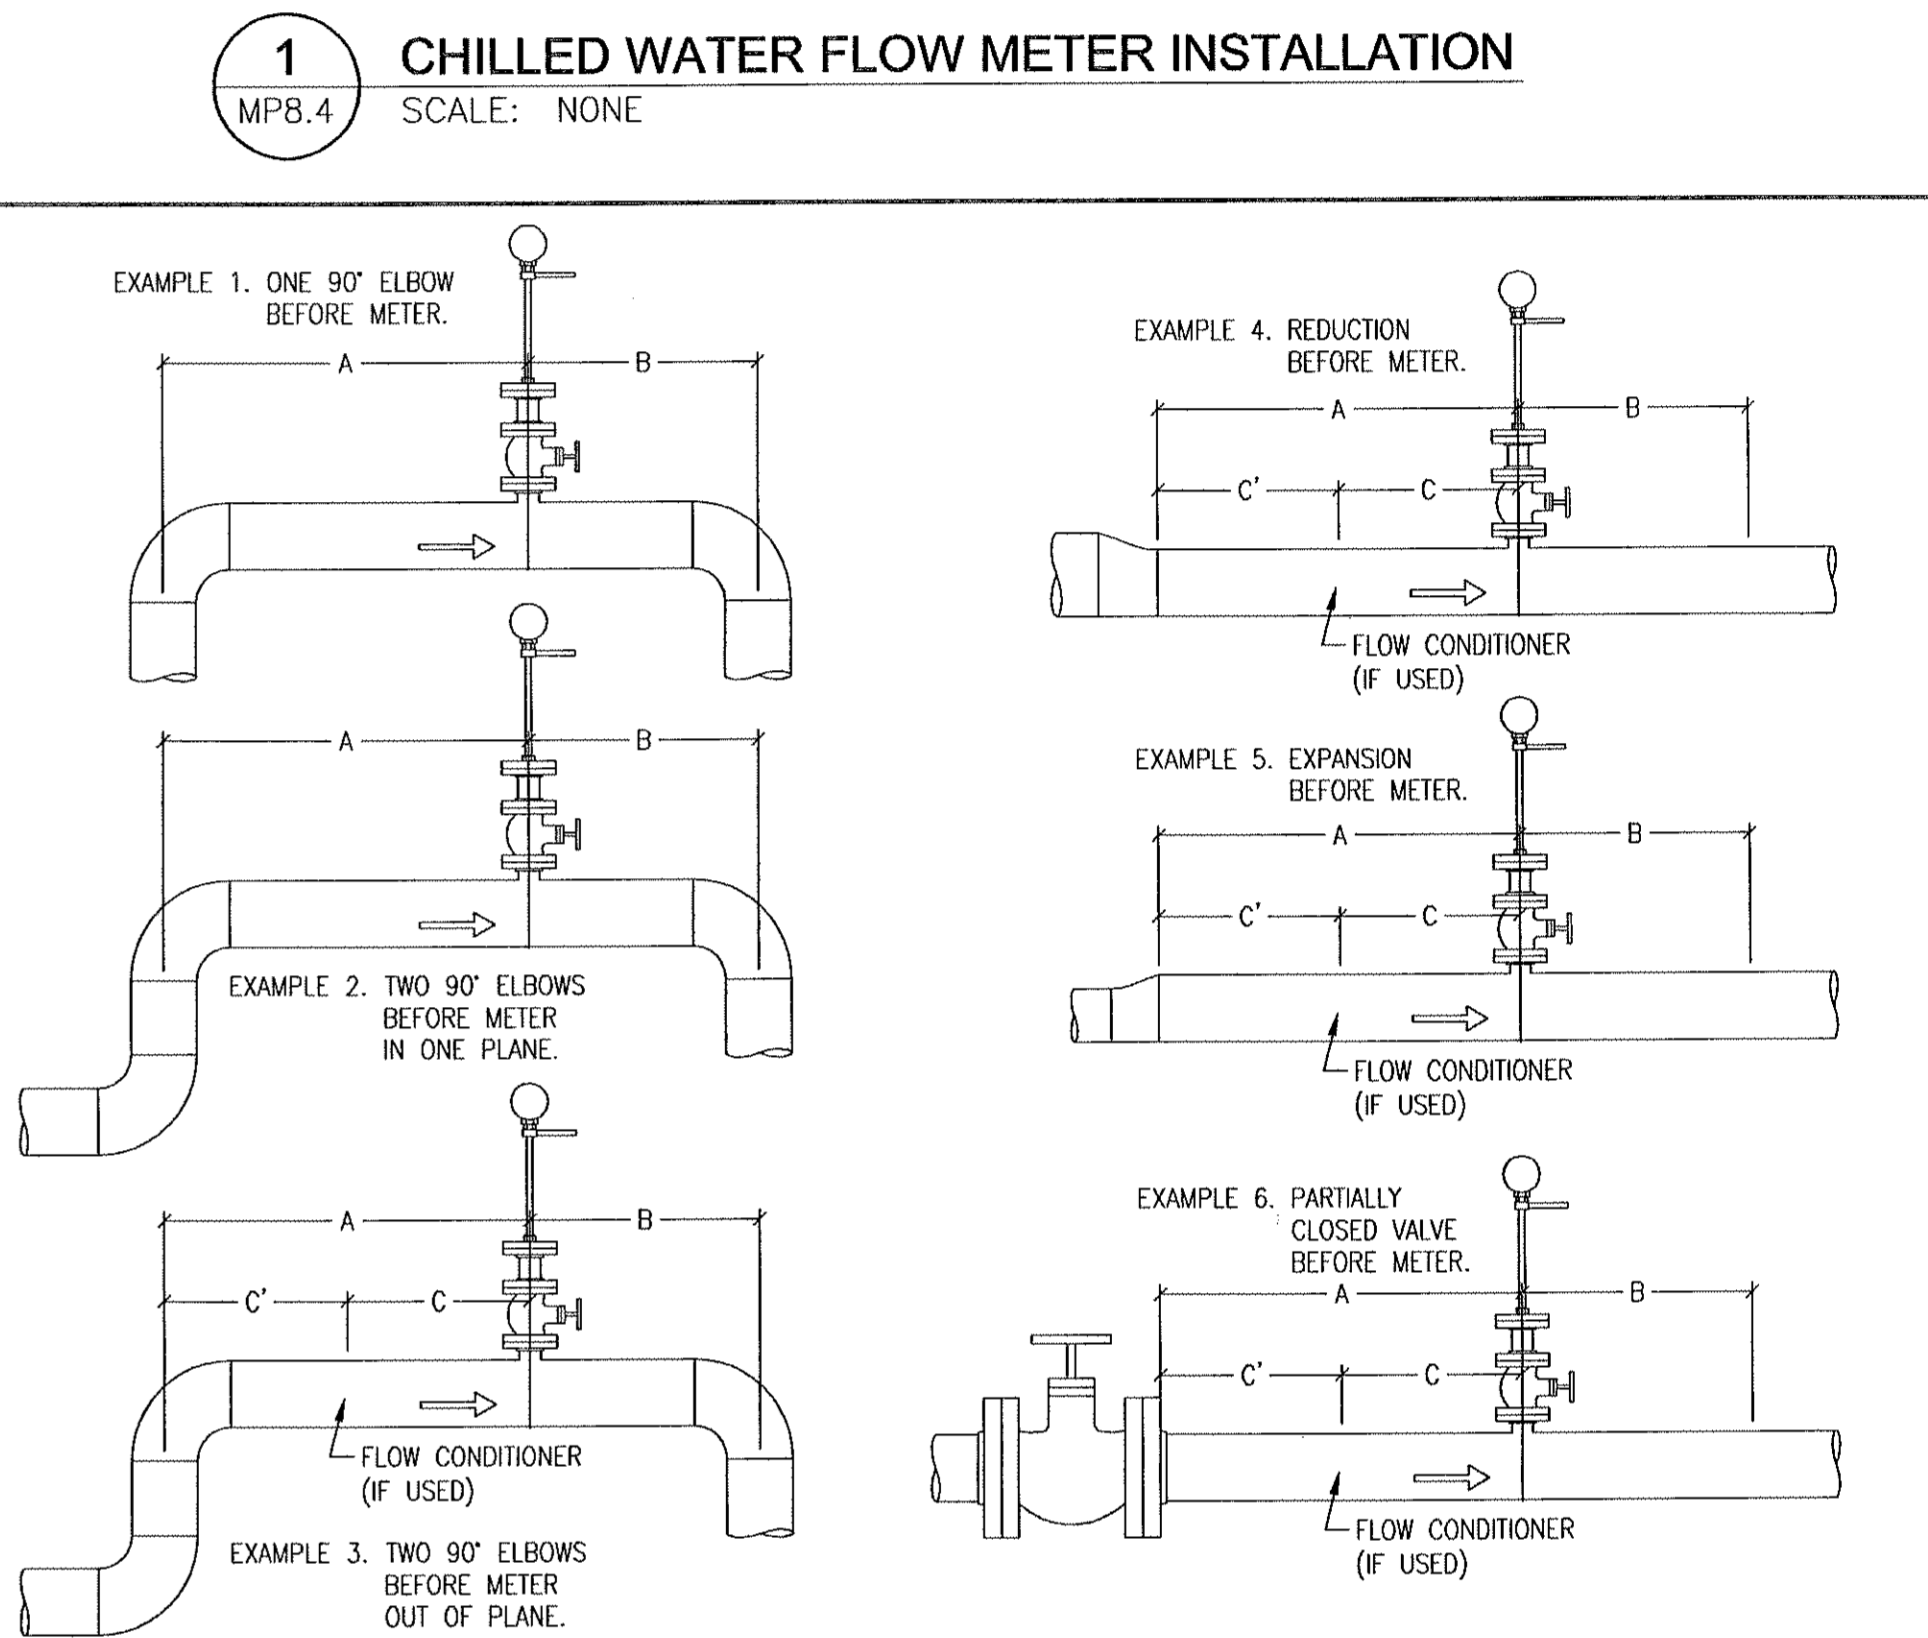 1
MP8.4
CHILLED WATER FLOW METER INSTALLATION
SCALE: NONE
EXAMPLE 1. ONE 90° ELBOW
BEFORE METER.
A
B
A
B
EXAMPLE 2. TWO 90° ELBOWS
BEFORE METER
IN ONE PLANE.
A
B
C'
C
FLOW CONDITIONER
(IF USED)
EXAMPLE 3. TWO 90° ELBOWS
BEFORE METER
OUT OF PLANE.
EXAMPLE 4. REDUCTION
BEFORE METER.
A
B
C'
C
FLOW CONDITIONER
(IF USED)
EXAMPLE 5. EXPANSION
BEFORE METER.
A
B
C'
C
FLOW CONDITIONER
(IF USED)
EXAMPLE 6. PARTIALLY
CLOSED VALVE
BEFORE METER.
A
B
C'
C
FLOW CONDITIONER
(IF USED)